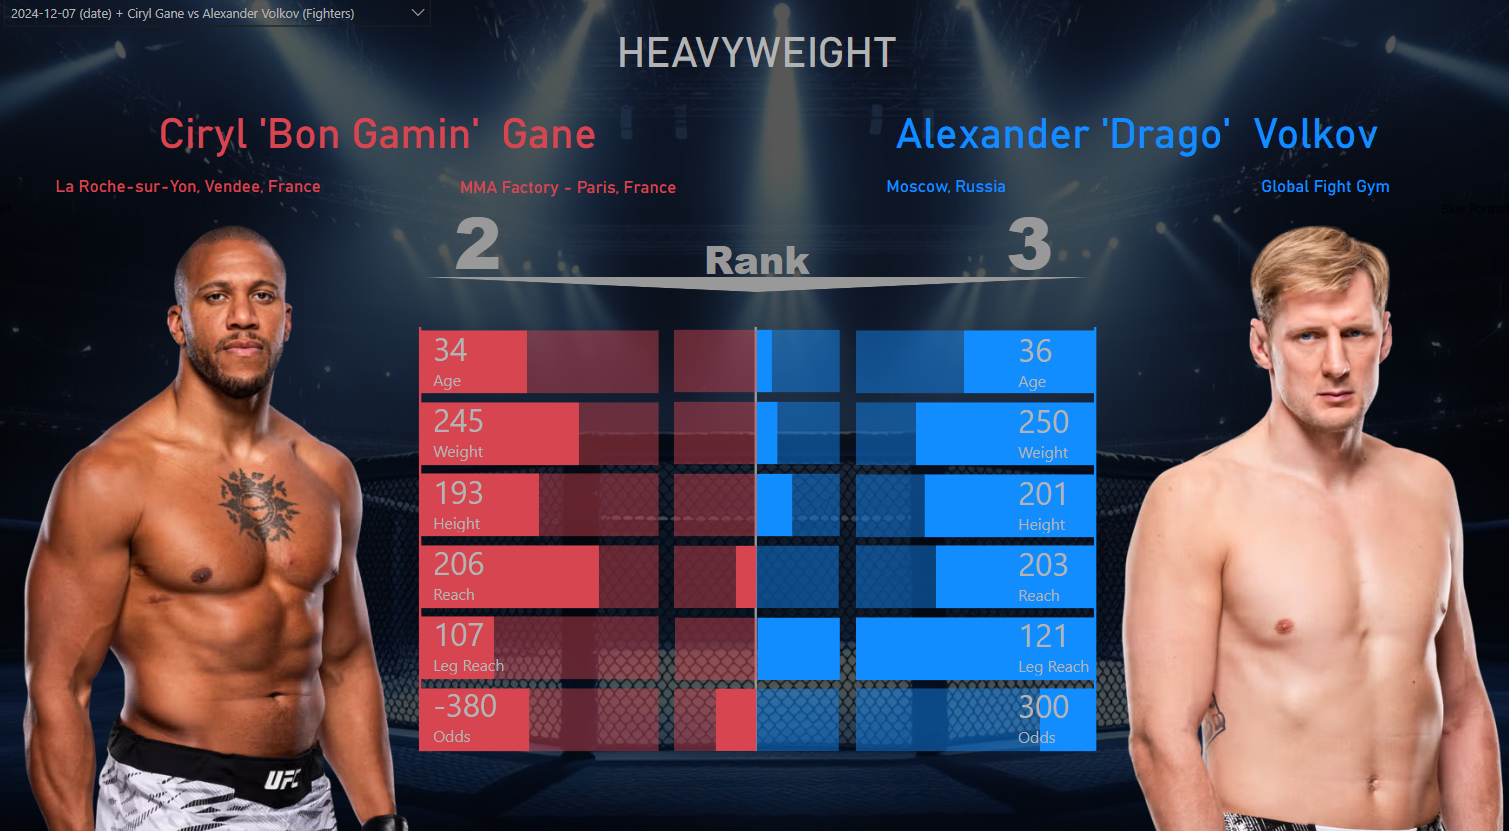 2024-12-07 (date) + Ciryl Gane vs Alexander Volkov (Fighters)
HEAVYWEIGHT
Ciryl 'Bon Gamin'  Gane
Alexander 'Drago'  Volkov
La Roche-sur-Yon, Vendee, France
MMA Factory - Paris, France
Moscow, Russia
Global Fight Gym
2
Rank
3
34
Age
36
Age
245
Weight
250
Weight
193
Height
201
Height
206
Reach
203
Reach
107
Leg Reach
121
Leg Reach
-380
Odds
300
Odds
UFC